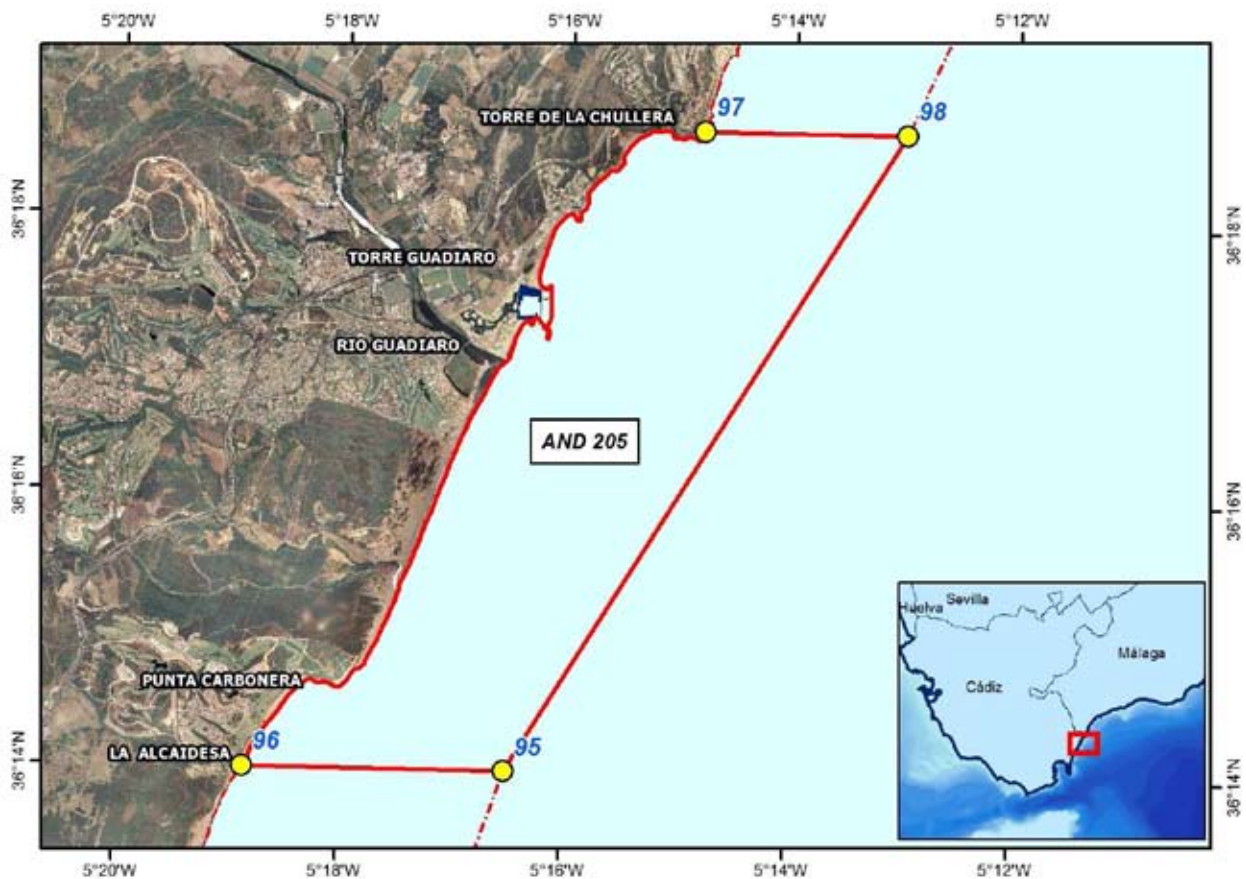 5°20'W
5°18'W
5°16'W
5°14'W
5°12'W
97
98
TORRE DE LA CHULLERA
36°18'N
36°18'N
TORRE GUADIARO
RIO GUADIARO
AND 205
36°16'N
36°16'N
Huelva
Sevilla
Málaga
Cádiz
PUNTA CARBONERA
96
95
LA ALCAIDESA
36°14'N
36°14'N
5°20'W
5°18'W
5°16'W
5°14'W
5°12'W